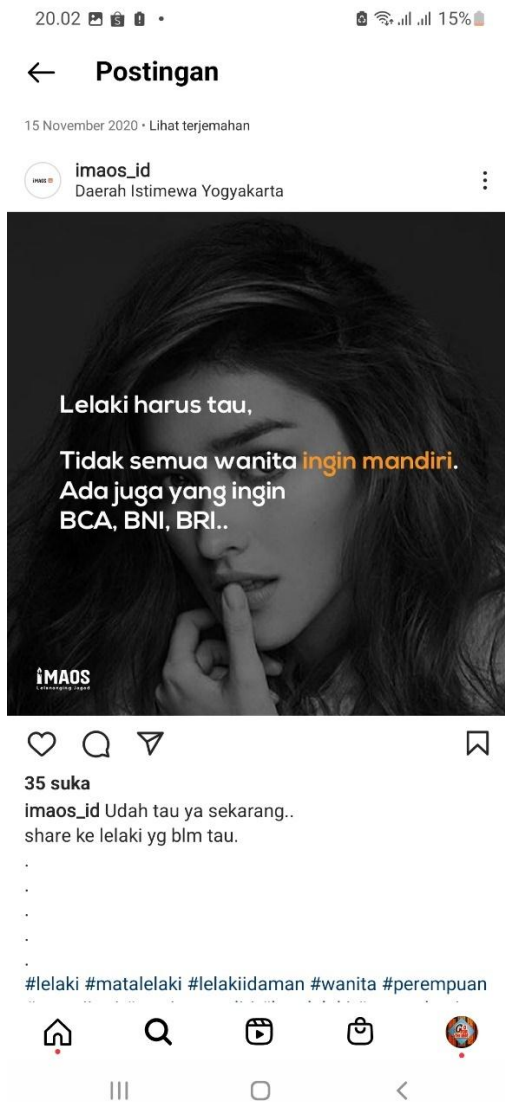 20.02
15%
Postingan
15 November 2020 • Lihat terjemahan
imaos_id
Daerah Istimewa Yogyakarta
Lelaki harus tau,
Tidak semua wanita ingin mandiri.
Ada juga yang ingin
BCA, BNI, BRI..
iMAOS
Lelananging Jagad
35 suka
imaos_id Udah tau ya sekarang..
share ke lelaki yg blm tau.
.
.
.
.
.
#lelaki #matalelaki #lelakiidaman #wanita #perempuan